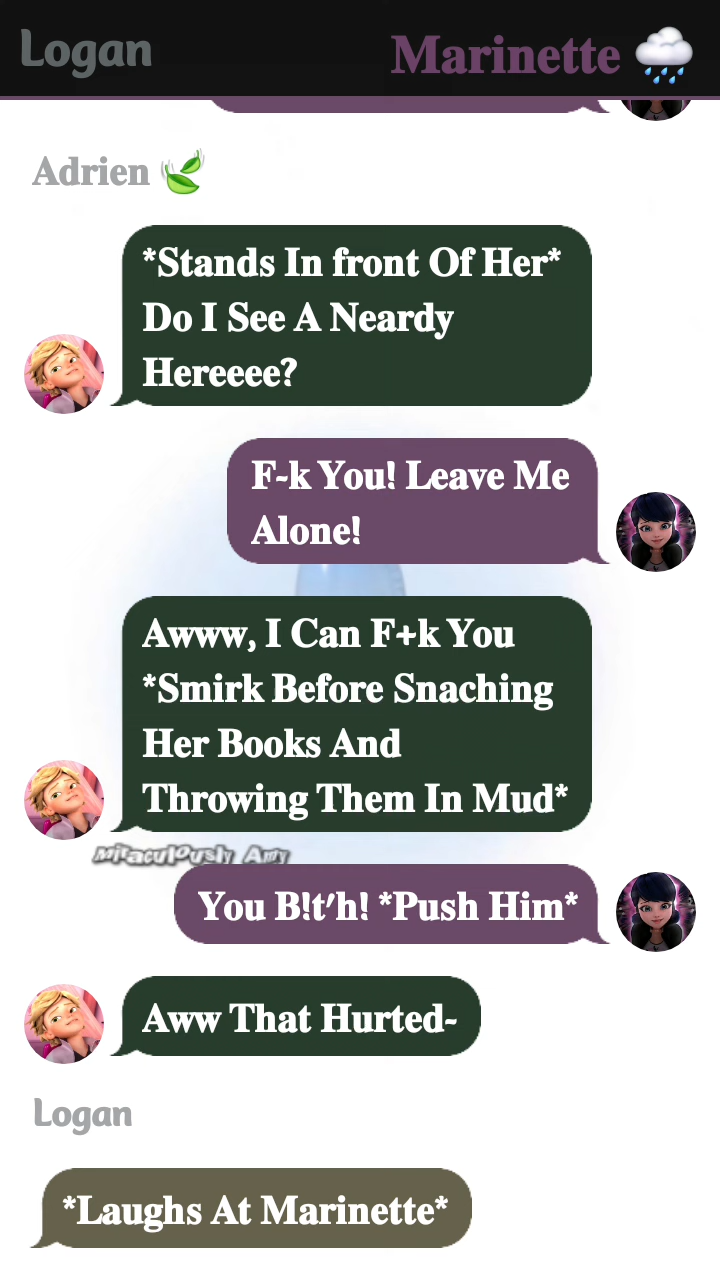 Logan
Marinette 🌧️
Adrien 🍃
*Stands In front Of Her*
Do I See A Neardy
Hereeee?
F-k You! Leave Me
Alone!
Awww, I Can F+k You
*Smirk Before Snaching
Her Books And
Throwing Them In Mud*
Miraculously Amy
You B!t'h! *Push Him*
Aww That Hurted-
Logan
*Laughs At Marinette*